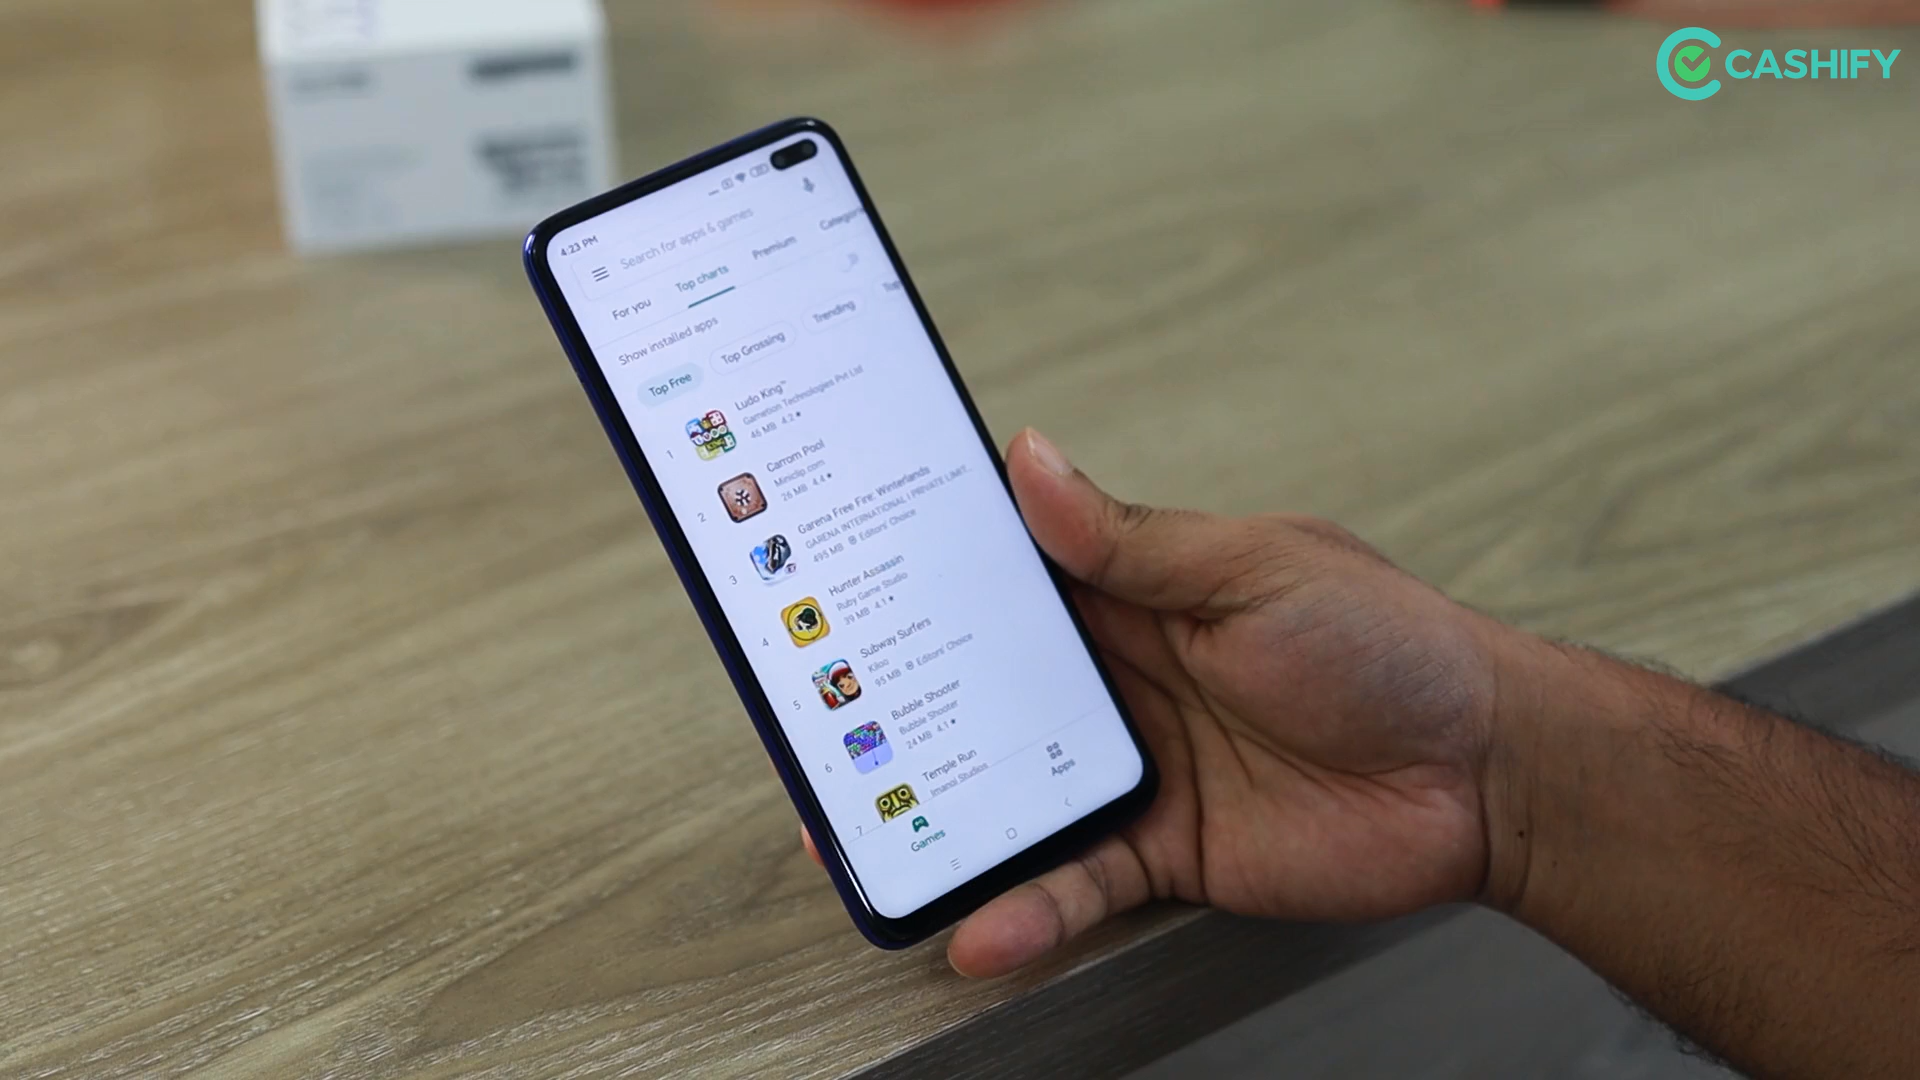 CASHIFY
4:23 PM
Search for apps & games
For you
Top charts
Premium
Show installed apps
Top Free
Top Grossing
Trending
1
Ludo King™
Gametion Technologies Pvt Ltd
46 MB 4.2 ★
2
Carrom Pool
Miniclip.com
26 MB 4.4 ★
3
Garena Free Fire: Winterlands
GARENA INTERNATIONAL I PRIVATE LIMIT...
495 MB Editors' Choice
4
Hunter Assassin
Ruby Game Studio
39 MB 4.1 ★
5
Subway Surfers
Kiloo
95 MB Editors' Choice
6
Bubble Shooter
Bubble Shooter
24 MB 4.1 ★
7
Temple Run
Imangi Studios
Games
Apps